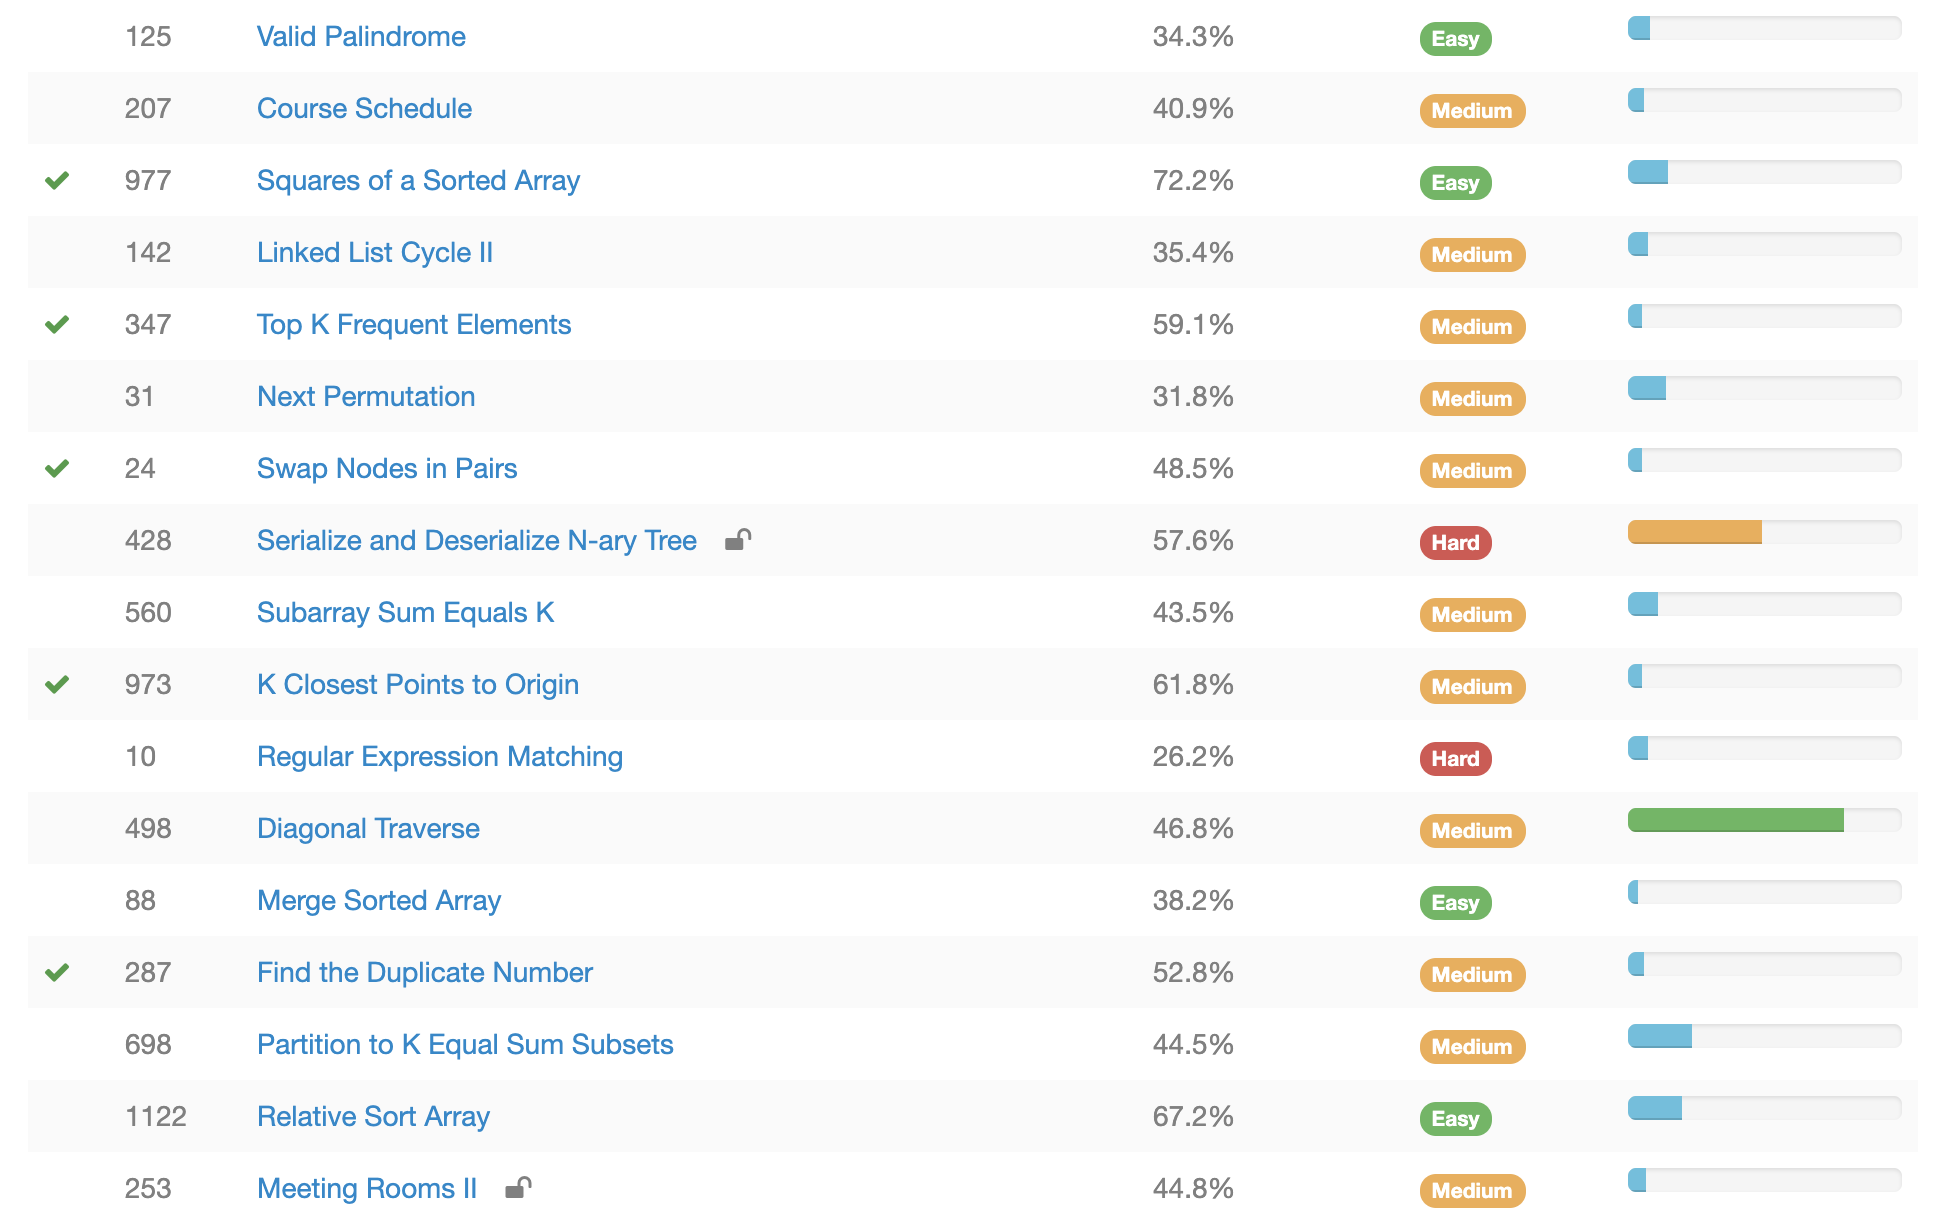 125 Valid Palindrome 34.3% Easy
207 Course Schedule 40.9% Medium
977 Squares of a Sorted Array 72.2% Easy
142 Linked List Cycle II 35.4% Medium
347 Top K Frequent Elements 59.1% Medium
31 Next Permutation 31.8% Medium
24 Swap Nodes in Pairs 48.5% Medium
428 Serialize and Deserialize N-ary Tree 57.6% Hard
560 Subarray Sum Equals K 43.5% Medium
973 K Closest Points to Origin 61.8% Medium
10 Regular Expression Matching 26.2% Hard
498 Diagonal Traverse 46.8% Medium
88 Merge Sorted Array 38.2% Easy
287 Find the Duplicate Number 52.8% Medium
698 Partition to K Equal Sum Subsets 44.5% Medium
1122 Relative Sort Array 67.2% Easy
253 Meeting Rooms II 44.8% Medium